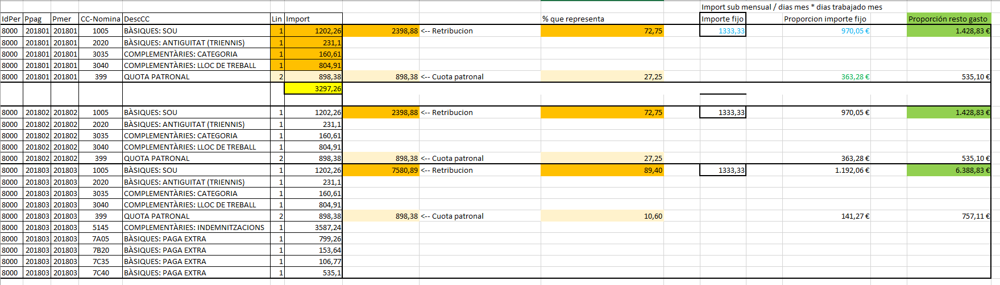 Import sub mensual / dias mes * dias trabajado mes
IdPer Ppag Pmer CC-Nomina DescCC Lin Import % que representa Importe fijo Proporcion importe fijo Proporción resto gasto
8000 201801 201801 1005 BÀSIQUES: SOU 1 1202,26 2398,88 <-- Retribucion 72,75 1333,33 970,05 € 1.428,83 €
8000 201801 201801 2020 BÀSIQUES: ANTIGUITAT (TRIENNIS) 1 231,1
8000 201801 201801 3035 COMPLEMENTÀRIES: CATEGORIA 1 160,61
8000 201801 201801 3040 COMPLEMENTÀRIES: LLOC DE TREBALL 1 804,91
8000 201801 201801 399 QUOTA PATRONAL 2 898,38 898,38 <-- Cuota patronal 27,25 363,28 € 535,10 €
3297,26
8000 201802 201802 1005 BÀSIQUES: SOU 1 1202,26 2398,88 <-- Retribucion 72,75 1333,33 970,05 € 1.428,83 €
8000 201802 201802 2020 BÀSIQUES: ANTIGUITAT (TRIENNIS) 1 231,1
8000 201802 201802 3035 COMPLEMENTÀRIES: CATEGORIA 1 160,61
8000 201802 201802 3040 COMPLEMENTÀRIES: LLOC DE TREBALL 1 804,91
8000 201802 201802 399 QUOTA PATRONAL 2 898,38 898,38 <-- Cuota patronal 27,25 363,28 € 535,10 €
8000 201803 201803 1005 BÀSIQUES: SOU 1 1202,26 7580,89 <-- Retribucion 89,40 1333,33 1.192,06 € 6.388,83 €
8000 201803 201803 2020 BÀSIQUES: ANTIGUITAT (TRIENNIS) 1 231,1
8000 201803 201803 3035 COMPLEMENTÀRIES: CATEGORIA 1 160,61
8000 201803 201803 3040 COMPLEMENTÀRIES: LLOC DE TREBALL 1 804,91
8000 201803 201803 399 QUOTA PATRONAL 2 898,38 898,38 <-- Cuota patronal 10,60 141,27 € 757,11 €
8000 201803 201803 5145 COMPLEMENTÀRIES: INDEMNITZACIONS 1 3587,24
8000 201803 201803 7A05 BÀSIQUES: PAGA EXTRA 1 799,26
8000 201803 201803 7B20 BÀSIQUES: PAGA EXTRA 1 153,64
8000 201803 201803 7C35 BÀSIQUES: PAGA EXTRA 1 106,77
8000 201803 201803 7C40 BÀSIQUES: PAGA EXTRA 1 535,1